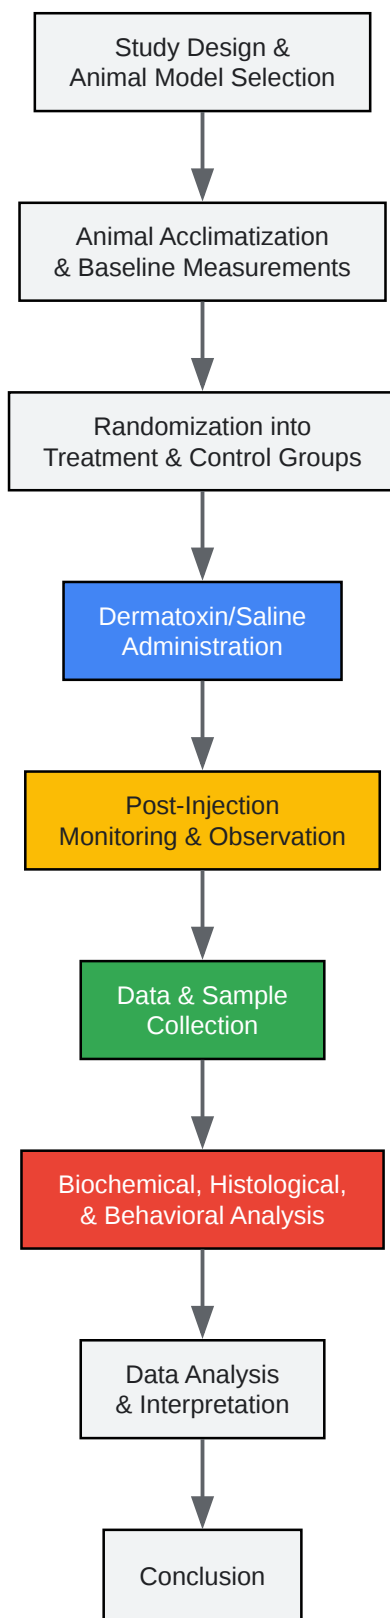 Study Design &
Animal Model Selection
Animal Acclimatization
& Baseline Measurements
Randomization into
Treatment & Control Groups
Dermatoxin/Saline
Administration
Post-Injection
Monitoring & Observation
Data & Sample
Collection
Biochemical, Histological,
& Behavioral Analysis
Data Analysis
& Interpretation
Conclusion